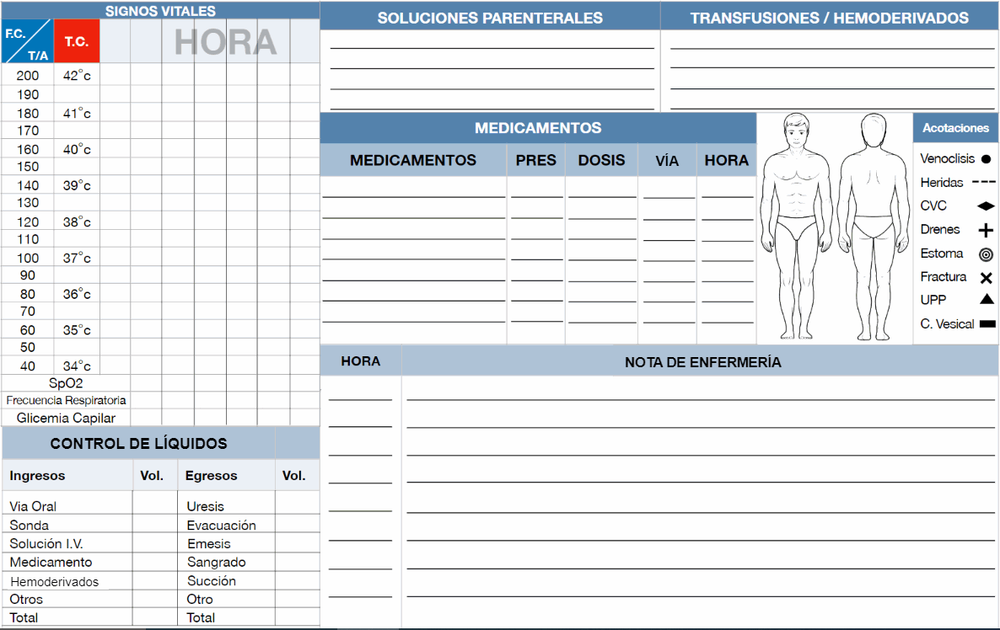 SIGNOS VITALES
F.C.
T/A
T.C.
HORA
200 42°c
190
180 41°c
170
160 40°c
150
140 39°c
130
120 38°c
110
100 37°c
90
80 36°c
70
60 35°c
50
40 34°c
SpO2
Frecuencia Respiratoria
Glicemia Capilar
CONTROL DE LÍQUIDOS
Ingresos Vol. Egresos Vol.
Via Oral Uresis
Sonda Evacuación
Solución I.V. Emesis
Medicamento Sangrado
Hemoderivados Succión
Otros Otro
Total Total
SOLUCIONES PARENTERALES
TRANSFUSIONES / HEMODERIVADOS
MEDICAMENTOS
MEDICAMENTOS PRES DOSIS VÍA HORA
Acotaciones
Venoclisis
Heridas
CVC
Drenes
Estoma
Fractura
UPP
C. Vesical
HORA NOTA DE ENFERMERÍA